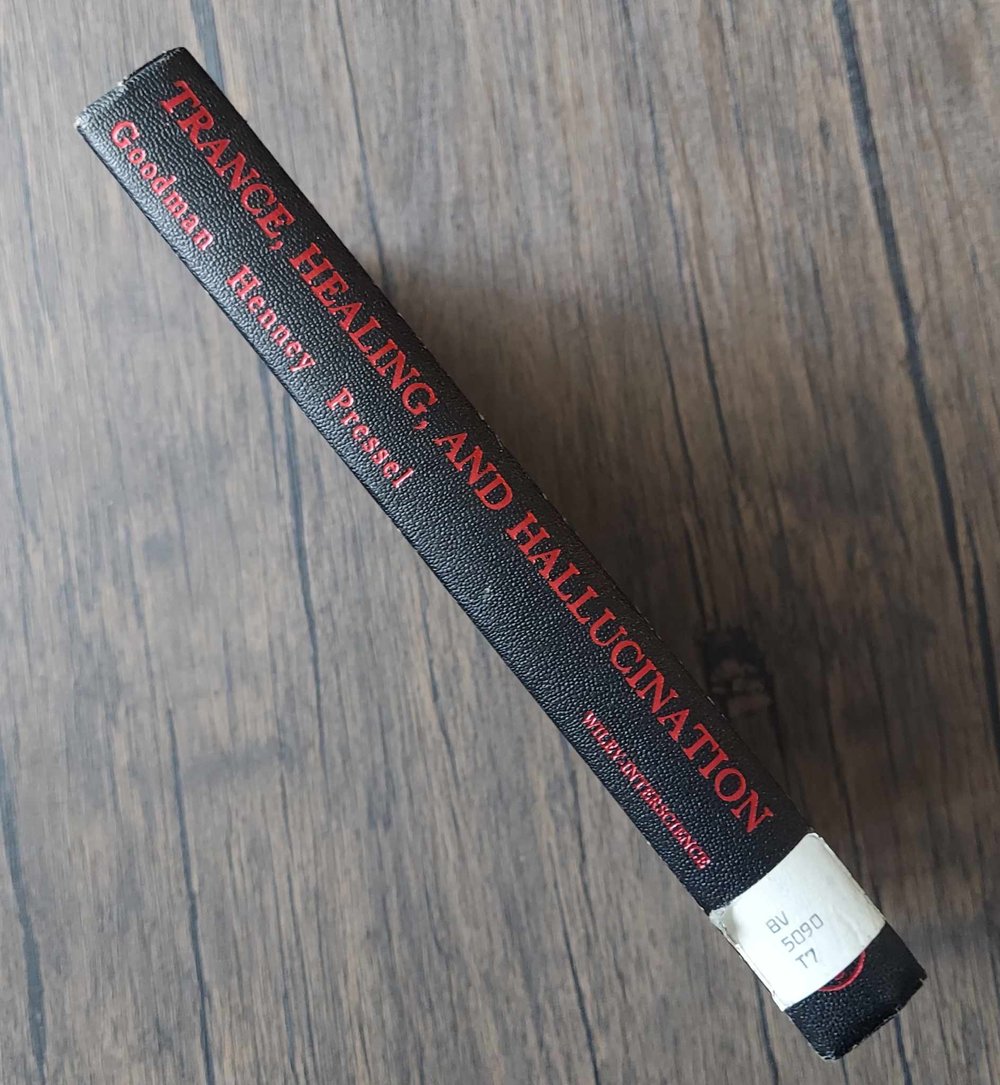 TRANCE, HEALING, AND HALLUCINATION
Goodman Henney Pressel
WILEY-INTERSCIENCE
BV
5090
T7